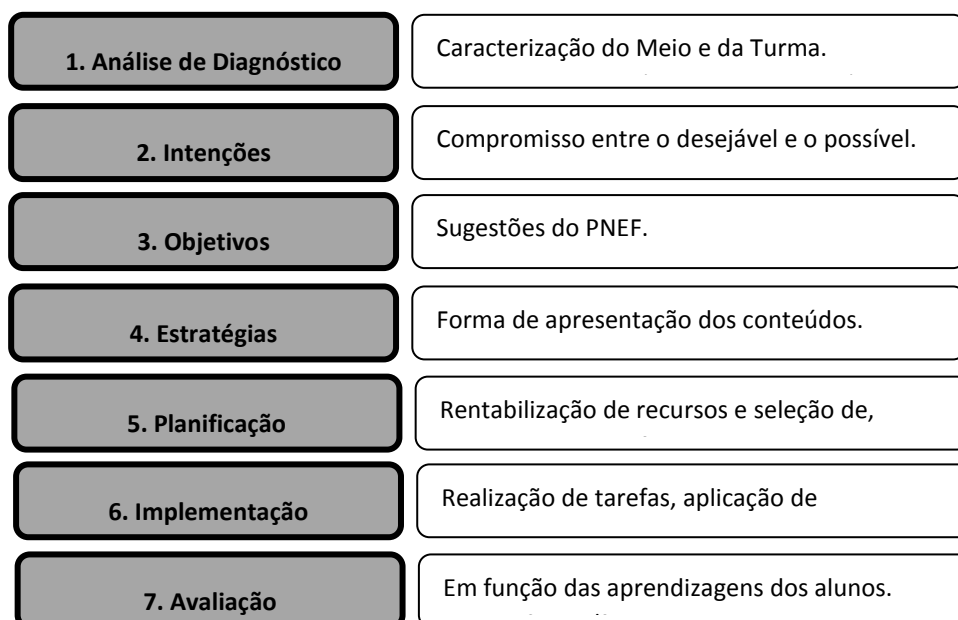 1. Análise de Diagnóstico
Caracterização do Meio e da Turma.
2. Intenções
Compromisso entre o desejável e o possível.
3. Objetivos
Sugestões do PNEF.
4. Estratégias
Forma de apresentação dos conteúdos.
5. Planificação
Rentabilização de recursos e seleção de,
6. Implementação
Realização de tarefas, aplicação de
7. Avaliação
Em função das aprendizagens dos alunos.